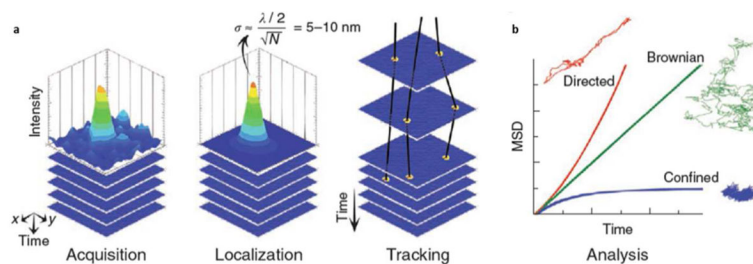 a
Intensity
x
y
Time
Acquisition
σ ≈ λ/2 / √N = 5–10 nm
Localization
Time
Tracking
b
MSD
Directed
Brownian
Confined
Time
Analysis